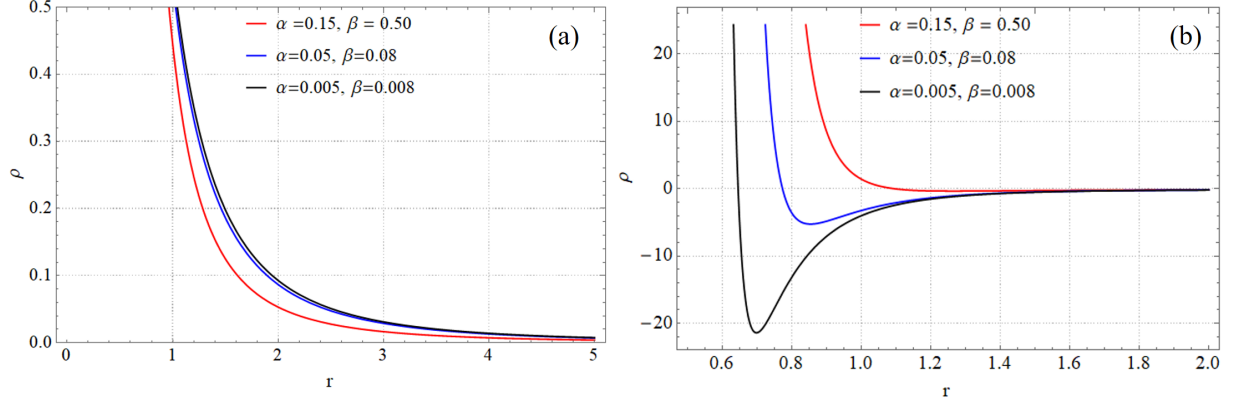 α =0.15, β = 0.50
α=0.05, β=0.08
α=0.005, β=0.008
(a)
0.5
0.4
0.3
0.2
0.1
0.0
ρ
0 1 2 3 4 5
r
α =0.15, β = 0.50
α=0.05, β=0.08
α=0.005, β=0.008
(b)
20
10
0
−10
−20
ρ
0.6 0.8 1.0 1.2 1.4 1.6 1.8 2.0
r